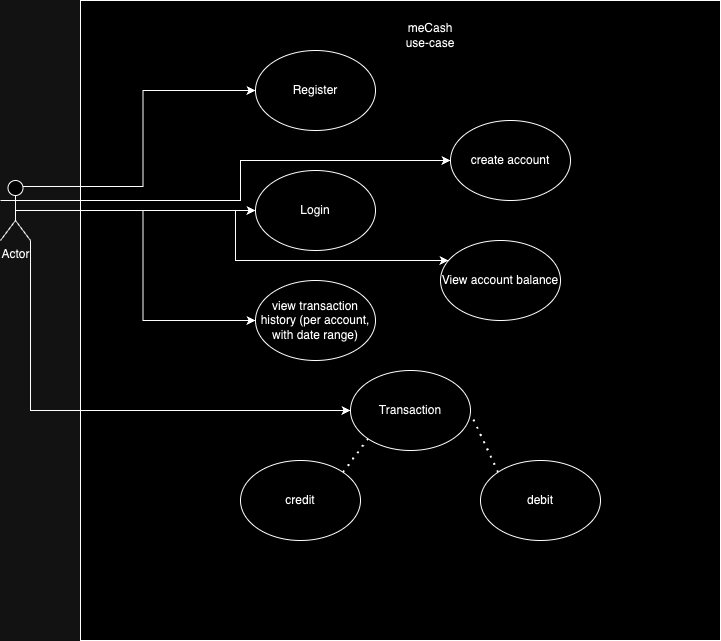 meCash
use-case
Register
create account
Login
Actor
View account balance
view transaction
history (per account,
with date range)
Transaction
credit
debit